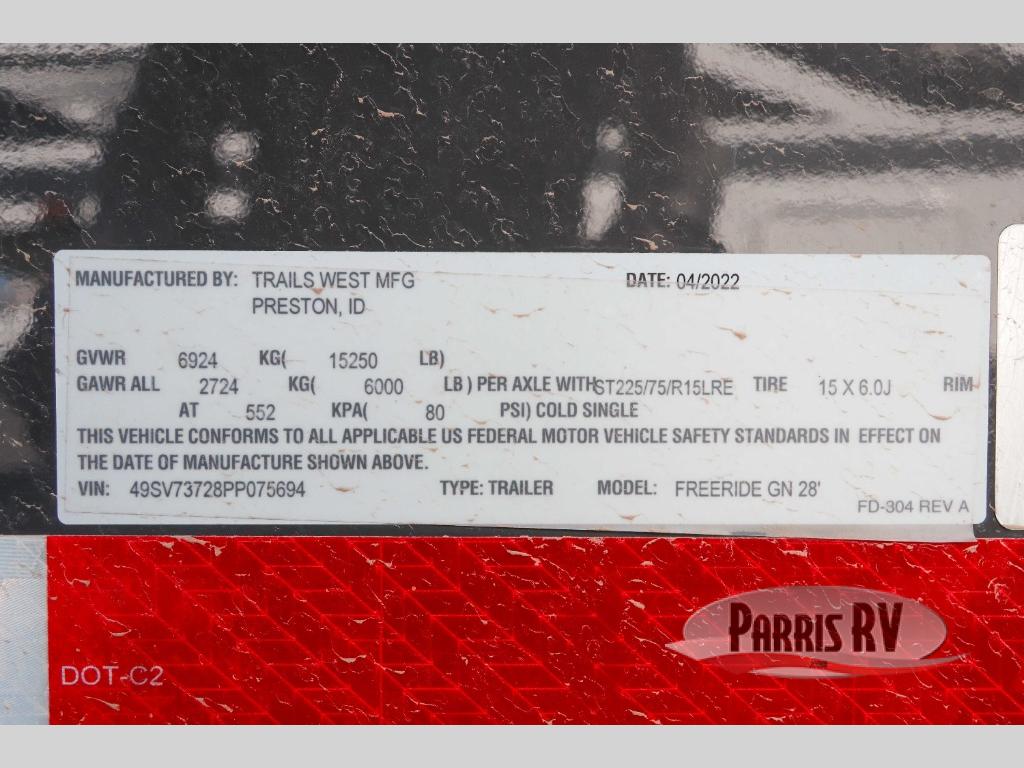 MANUFACTURED BY: TRAILS WEST MFG DATE: 04/2022
PRESTON, ID
GVWR 6924 KG( 15250 LB)
GAWR ALL 2724 KG( 6000 LB ) PER AXLE WITH ST225/75/R15LRE TIRE 15 X 6.0J RIM
AT 552 KPA( 80 PSI) COLD SINGLE
THIS VEHICLE CONFORMS TO ALL APPLICABLE US FEDERAL MOTOR VEHICLE SAFETY STANDARDS IN EFFECT ON
THE DATE OF MANUFACTURE SHOWN ABOVE.
VIN: 49SV73728PP075694 TYPE: TRAILER MODEL: FREERIDE GN 28'
FD-304 REV A
PARRIS RV
DOT-C2